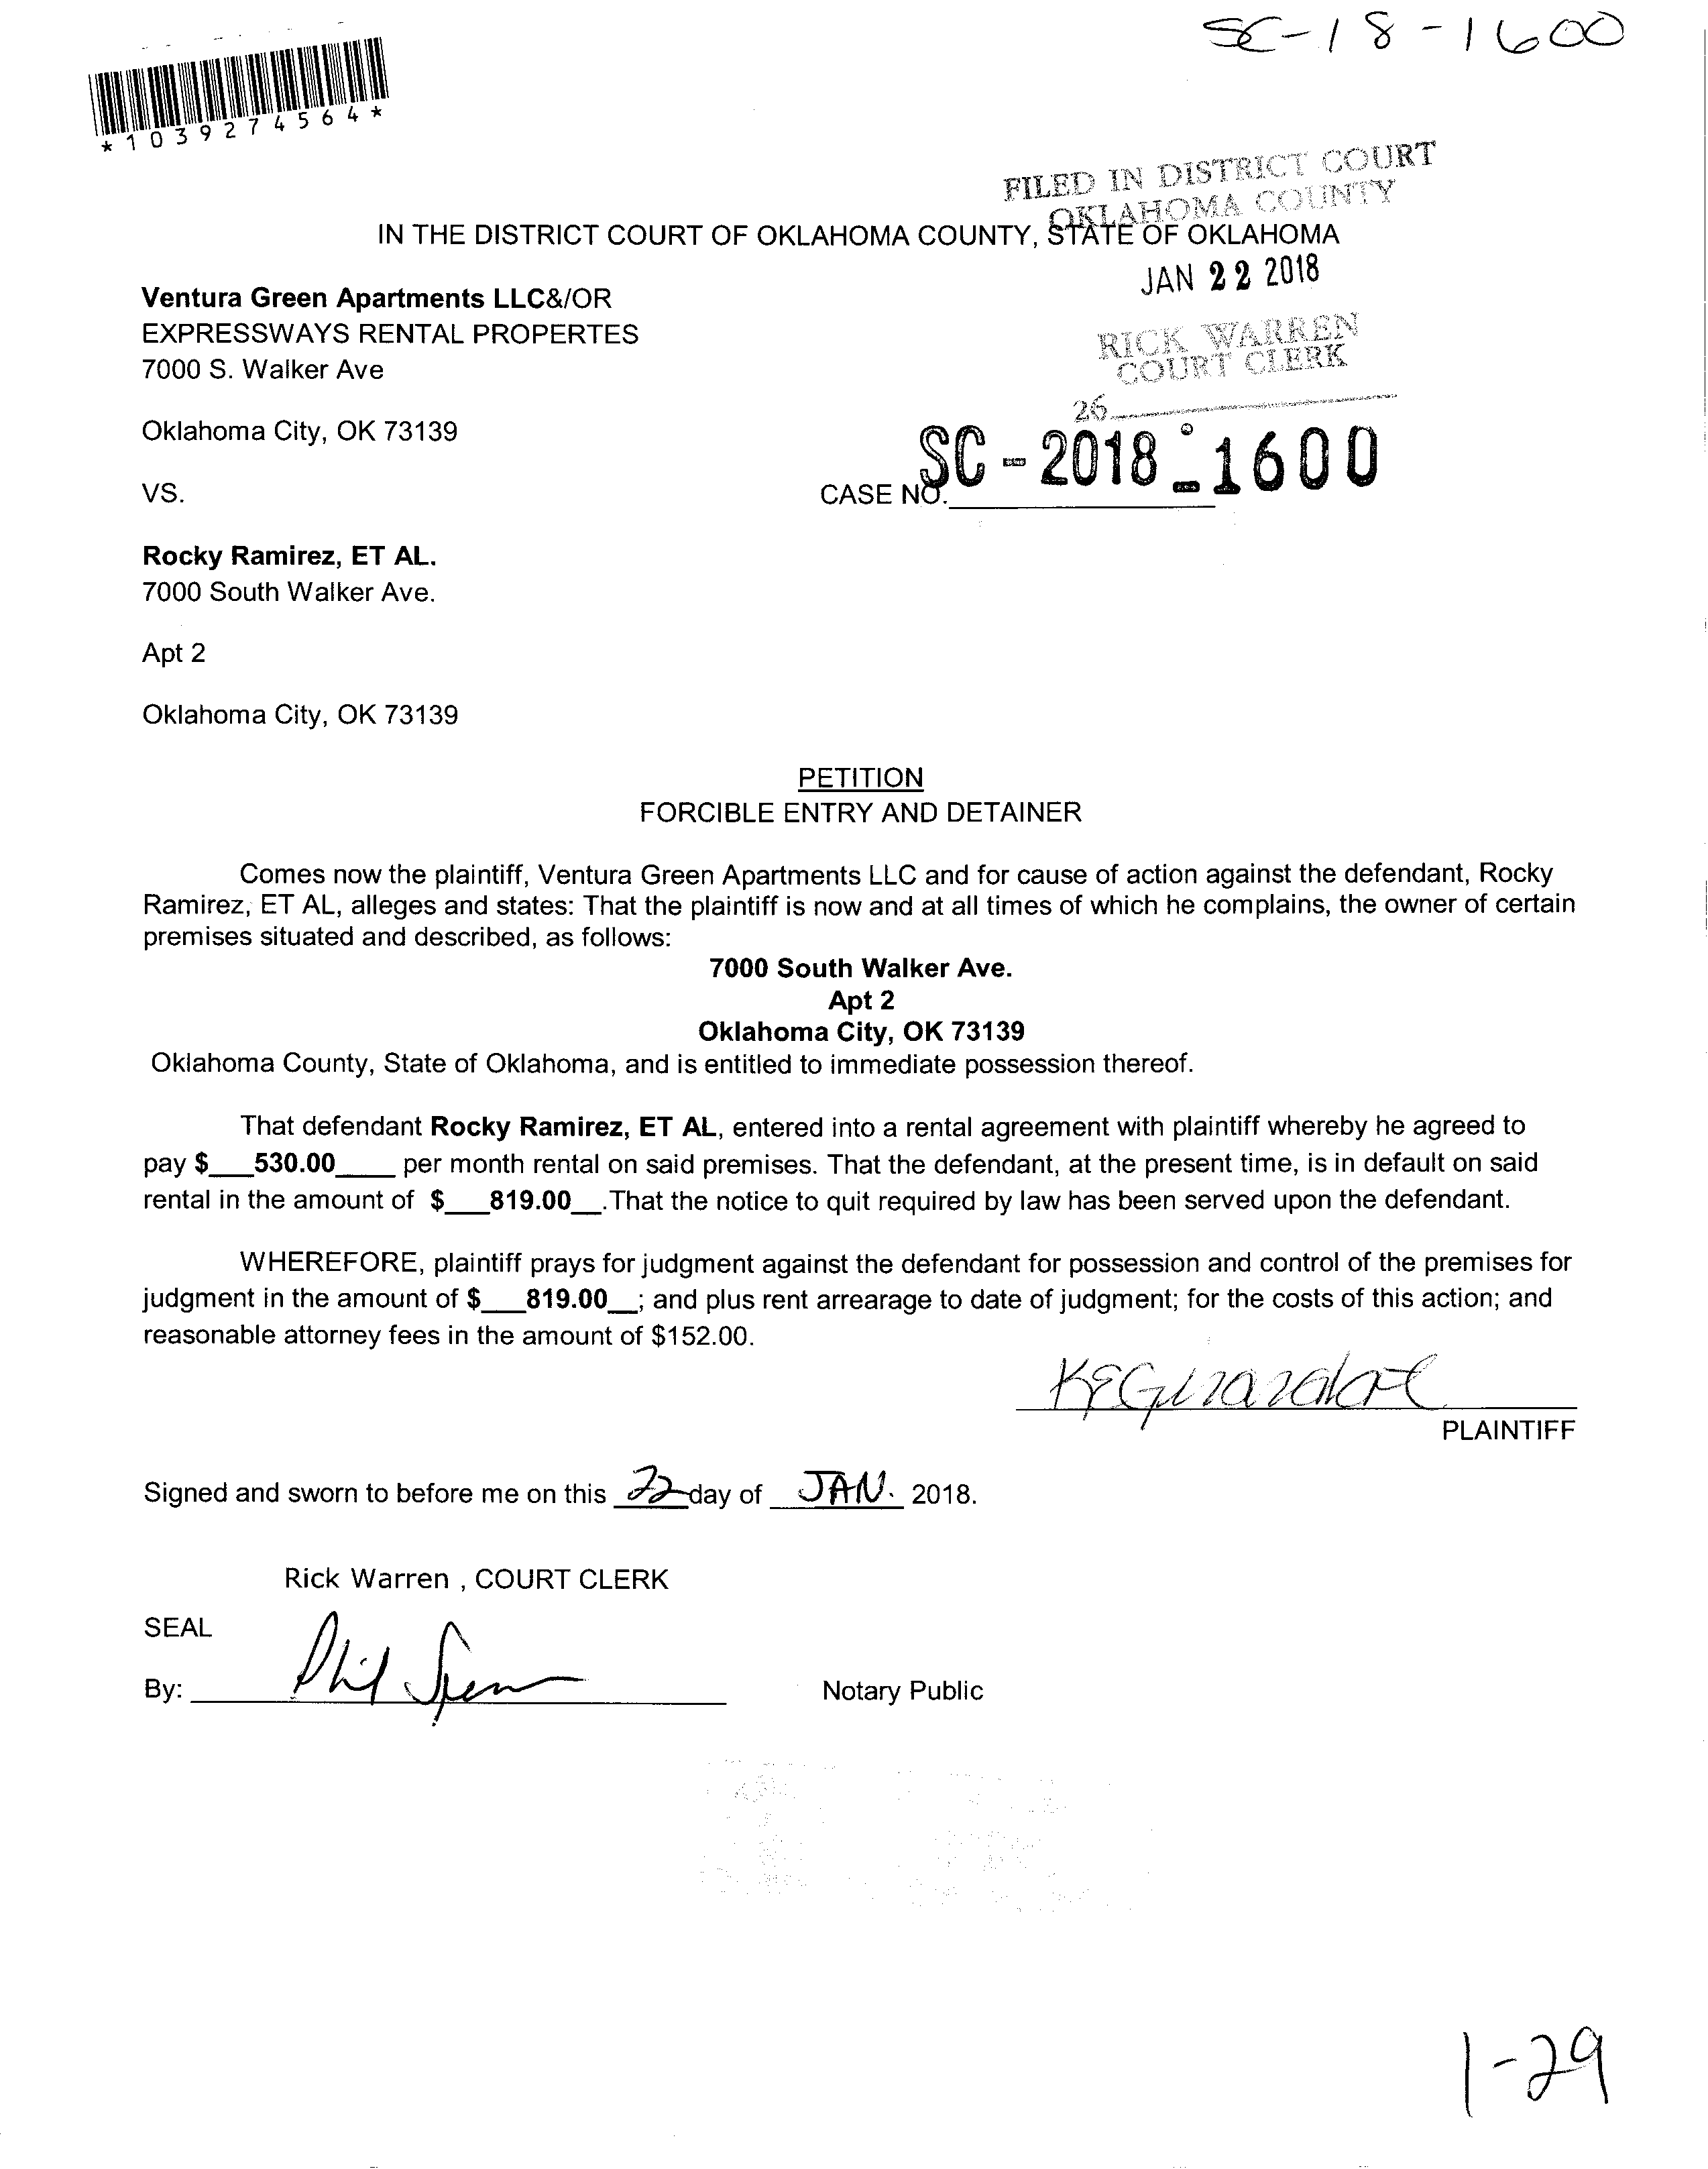 SC-18-1600
*1039274564*
FILED IN DISTRICT COURT
OKLAHOMA COUNTY
IN THE DISTRICT COURT OF OKLAHOMA COUNTY, STATE OF OKLAHOMA
JAN 22 2018
Ventura Green Apartments LLC&/OR
EXPRESSWAYS RENTAL PROPERTES
RICK WARREN
COURT CLERK
7000 S. Walker Ave
26
Oklahoma City, OK 73139
VS.
CASE NO. SC-2018-1600
Rocky Ramirez, ET AL.
7000 South Walker Ave.
Apt 2
Oklahoma City, OK 73139
PETITION
FORCIBLE ENTRY AND DETAINER
Comes now the plaintiff, Ventura Green Apartments LLC and for cause of action against the defendant, Rocky
Ramirez, ET AL, alleges and states: That the plaintiff is now and at all times of which he complains, the owner of certain
premises situated and described, as follows:
7000 South Walker Ave.
Apt 2
Oklahoma City, OK 73139
Oklahoma County, State of Oklahoma, and is entitled to immediate possession thereof.
That defendant Rocky Ramirez, ET AL, entered into a rental agreement with plaintiff whereby he agreed to
pay $___530.00____ per month rental on said premises. That the defendant, at the present time, is in default on said
rental in the amount of $___819.00__.That the notice to quit required by law has been served upon the defendant.
WHEREFORE, plaintiff prays for judgment against the defendant for possession and control of the premises for
judgment in the amount of $___819.00__; and plus rent arrearage to date of judgment; for the costs of this action; and
reasonable attorney fees in the amount of $152.00.
PLAINTIFF
Signed and sworn to before me on this 22 day of JAN. 2018.
Rick Warren , COURT CLERK
SEAL
By: Phil
Notary Public
1-29